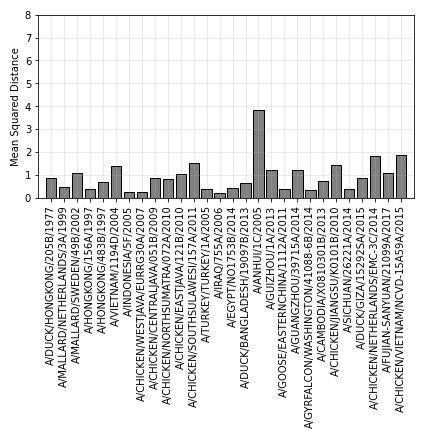 Mean Squared Distance
8
7
6
5
4
3
2
1
0
A/DUCK/HONGKONG/205B/1977
A/MALLARD/NETHERLANDS/3A/1999
A/MALLARD/SWEDEN/49B/2002
A/HONGKONG/156A/1997
A/HONGKONG/483B/1997
A/VIETNAM/1194D/2004
A/INDONESIA/5F/2005
A/CHICKEN/WESTJAVA/EURRG30A/2007
A/CHICKEN/CENTRALJAVA/051B/2009
A/CHICKEN/NORTHSUMATRA/072A/2010
A/CHICKEN/EASTJAVA/121B/2010
A/CHICKEN/SOUTHSULAWESI/157A/2011
A/TURKEY/TURKEY/1A/2005
A/IRAQ/755A/2006
A/EGYPT/NO1753B/2014
A/DUCK/BANGLADESH/19097B/2013
A/ANHUI/1C/2005
A/GUIZHOU/1A/2013
A/GOOSE/EASTERNCHINA/1112A/2011
A/GUANGZHOU/39715A/2014
A/GYRFALCON/WASHINGTON/41088-6B/2014
A/CAMBODIA/X0810301B/2013
A/CHICKEN/JIANGSU/K0101B/2010
A/SICHUAN/26221A/2014
A/DUCK/GIZA/15292SA/2015
A/CHICKEN/NETHERLANDS/EMC-3C/2014
A/FUJIAN-SANYUAN/21099A/2017
A/CHICKEN/VIETNAM/NCVD-15A59A/2015